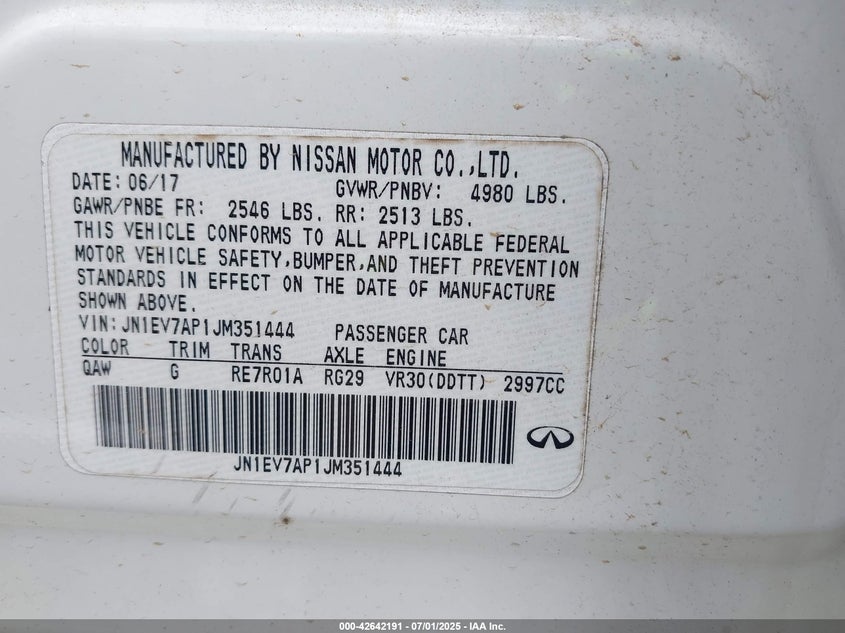 MANUFACTURED BY NISSAN MOTOR CO.,LTD.
DATE: 06/17 GVWR/PNBV: 4980 LBS.
GAWR/PNBE FR: 2546 LBS. RR: 2513 LBS.
THIS VEHICLE CONFORMS TO ALL APPLICABLE FEDERAL
MOTOR VEHICLE SAFETY,BUMPER,AND THEFT PREVENTION
STANDARDS IN EFFECT ON THE DATE OF MANUFACTURE
SHOWN ABOVE.
VIN: JN1EV7AP1JM351444 PASSENGER CAR
COLOR TRIM TRANS AXLE ENGINE
QAW G RE7R01A RG29 VR30(DDTT) 2997CC
JN1EV7AP1JM351444
000-42642191 - 07/01/2025 - IAA Inc.